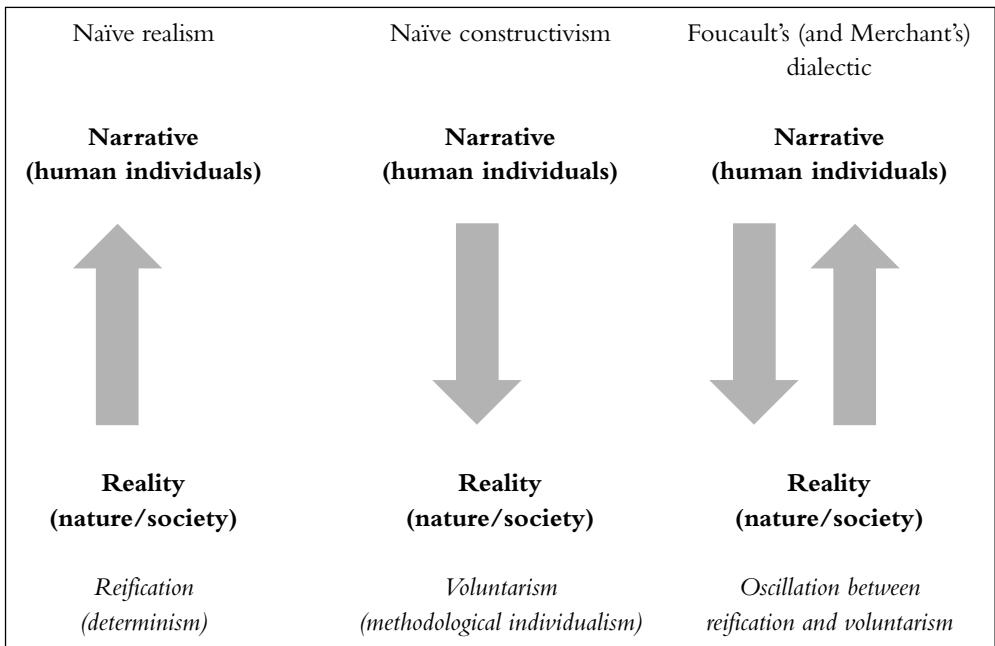 Naïve realism
Naïve constructivism
Foucault's (and Merchant's)
dialectic
Narrative
(human individuals)
Narrative
(human individuals)
Narrative
(human individuals)
Reality
(nature/society)
Reality
(nature/society)
Reality
(nature/society)
Reification
(determinism)
Voluntarism
(methodological individualism)
Oscillation between
reification and voluntarism